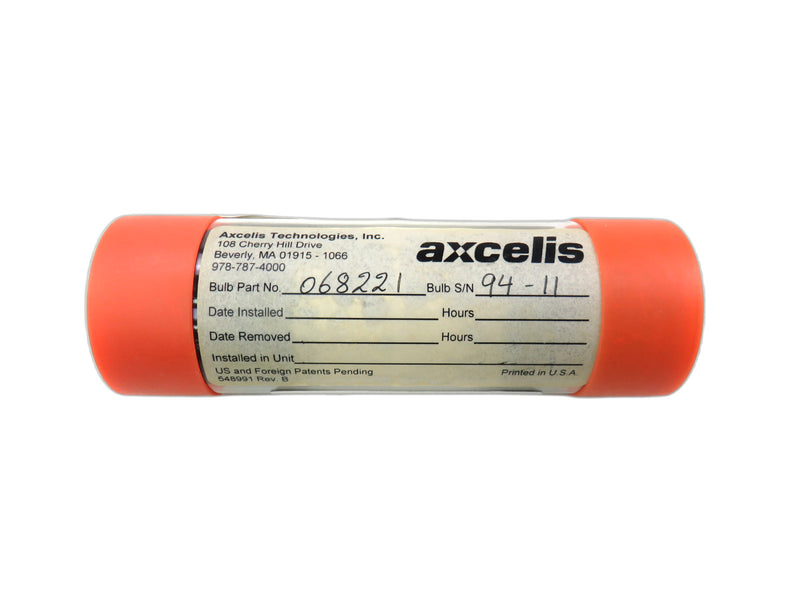 Axcelis Technologies, Inc.
108 Cherry Hill Drive
Beverly, MA 01915 - 1066
978-787-4000
axcelis
Bulb Part No. 068221 Bulb S/N 94-11
Date Installed Hours
Date Removed Hours
Installed in Unit
US and Foreign Patents Pending
548991 Rev. B
Printed in U.S.A.